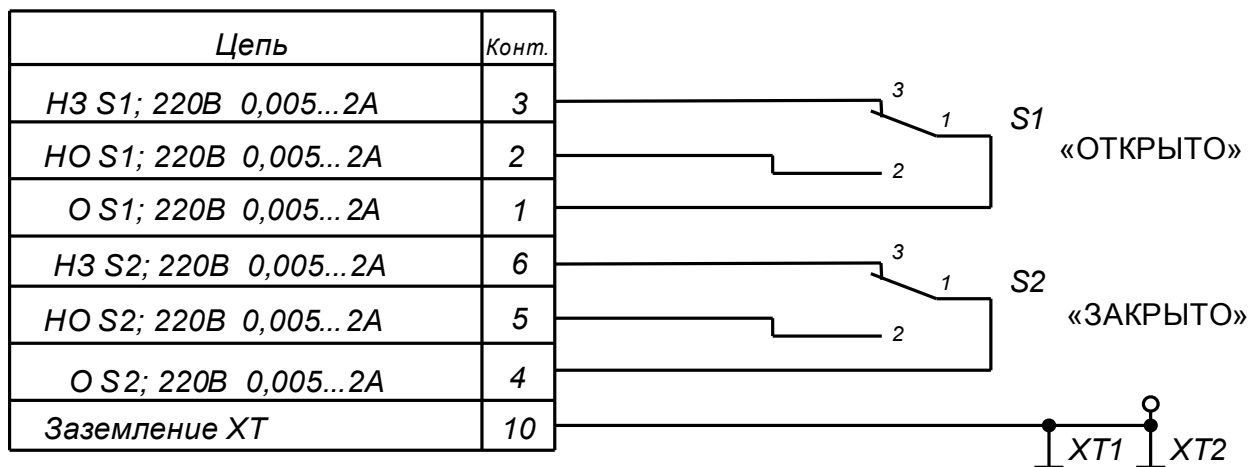 Цепь Конт.
НЗ S1; 220В 0,005...2А 3
НО S1; 220В 0,005...2А 2
О S1; 220В 0,005...2А 1
НЗ S2; 220В 0,005...2А 6
НО S2; 220В 0,005...2А 5
О S2; 220В 0,005...2А 4
Заземление ХТ 10
3
1
2
S1
«ОТКРЫТО»
3
1
2
S2
«ЗАКРЫТО»
XT1
XT2